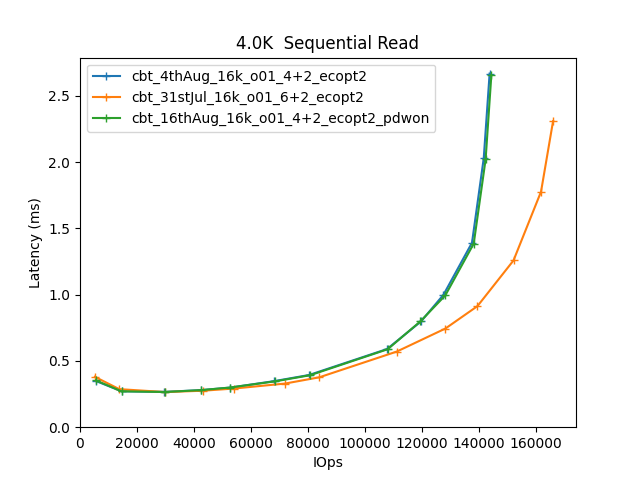 4.0K  Sequential Read
cbt_4thAug_16k_o01_4+2_ecopt2
cbt_31stJul_16k_o01_6+2_ecopt2
cbt_16thAug_16k_o01_4+2_ecopt2_pdwon
Latency (ms)
2.5
2.0
1.5
1.0
0.5
0.0
0 20000 40000 60000 80000 100000 120000 140000 160000
IOps